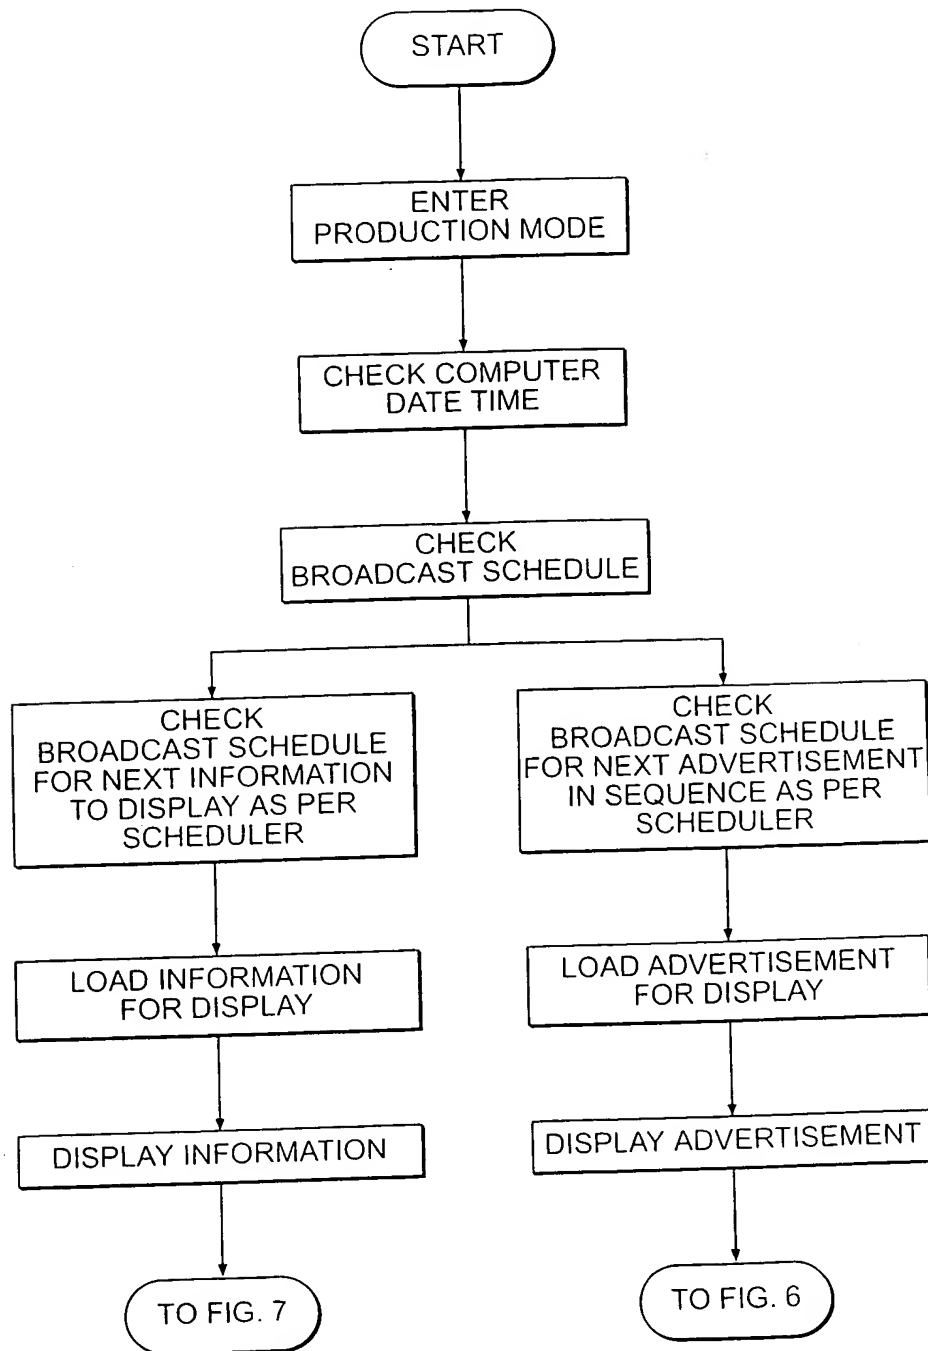 START
ENTER
PRODUCTION MODE
CHECK COMPUTER
DATE TIME
CHECK
BROADCAST SCHEDULE
CHECK
BROADCAST SCHEDULE
FOR NEXT INFORMATION
TO DISPLAY AS PER
SCHEDULER
LOAD INFORMATION
FOR DISPLAY
DISPLAY INFORMATION
TO FIG. 7
CHECK
BROADCAST SCHEDULE
FOR NEXT ADVERTISEMENT
IN SEQUENCE AS PER
SCHEDULER
LOAD ADVERTISEMENT
FOR DISPLAY
DISPLAY ADVERTISEMENT
TO FIG. 6